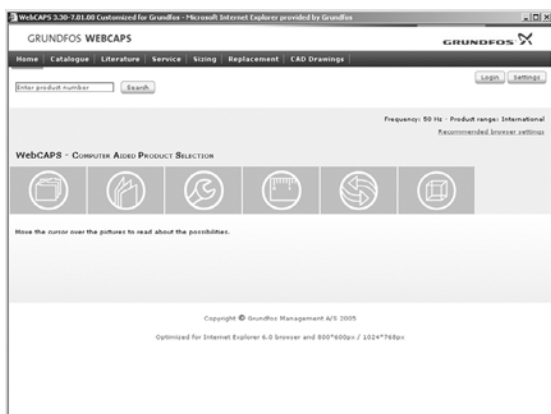 WebCAPS 3.30-7.01.00 Customized for Grundfos - Microsoft Internet Explorer provided by Grundfos
GRUNDFOS WEBCAPS
GRUNDFOS
Home Catalogue Literature Service Sizing Replacement CAD Drawings
Login Settings
Enter product number Search
Frequency: 50 Hz - Product range: International
Recommended browser settings
WebCAPS - Computer Aided Product Selection
Move the cursor over the pictures to read about the possibilities.
Copyright © Grundfos Management A/S 2005
Optimized for Internet Explorer 6.0 browser and 800*600px / 1024*768px